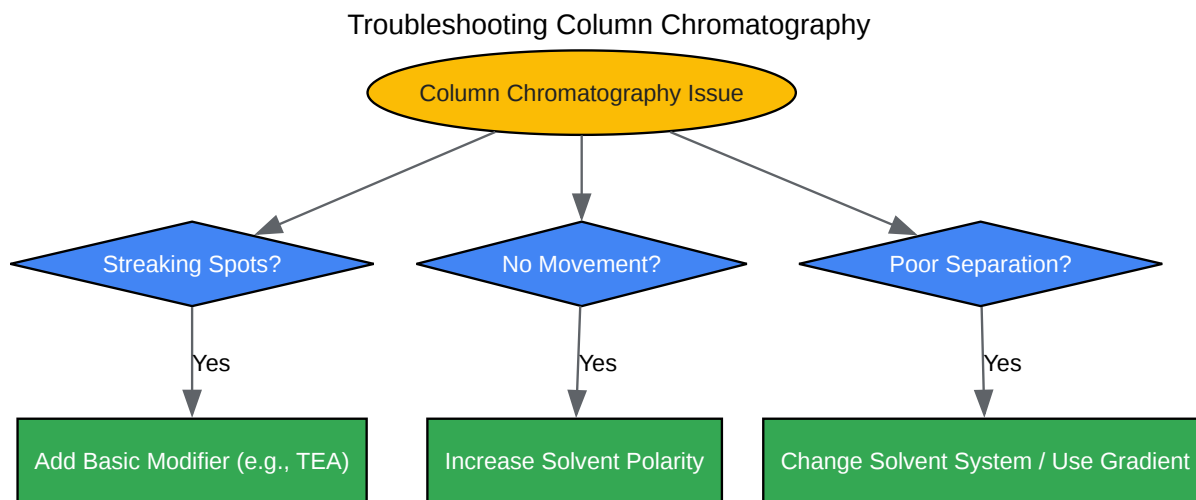 Troubleshooting Column Chromatography
Column Chromatography Issue
Streaking Spots?
No Movement?
Poor Separation?
Yes
Yes
Yes
Add Basic Modifier (e.g., TEA)
Increase Solvent Polarity
Change Solvent System / Use Gradient